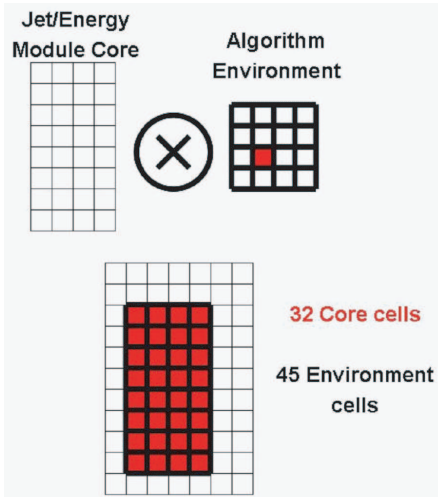 Jet/Energy
Module Core
Algorithm
Environment
32 Core cells
45 Environment
cells